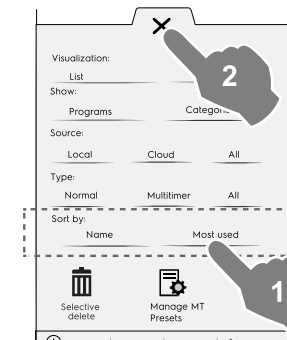 Visualization:
List
2
Show:
Programs
Source:
Local Cloud All
Type:
Normal Multitimer All
Sort by:
Name Most used
1
Selective Manage MT
delete Presets